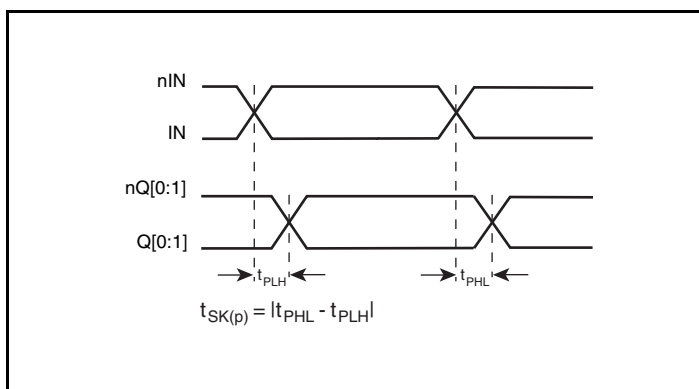 nIN
IN
nQ[0:1]
Q[0:1]
tPLH
tPHL
tSK(p) = |tPHL - tPLH|